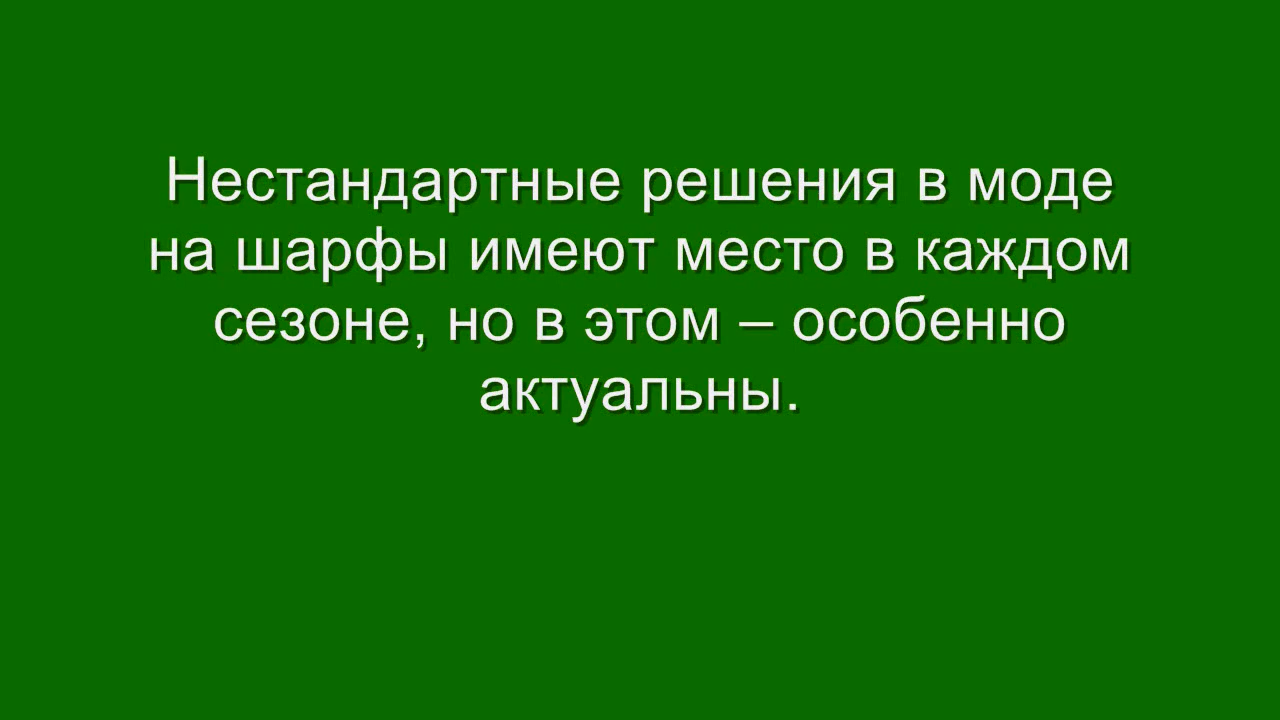 Нестандартные решения в моде
на шарфы имеют место в каждом
сезоне, но в этом – особенно
актуальны.